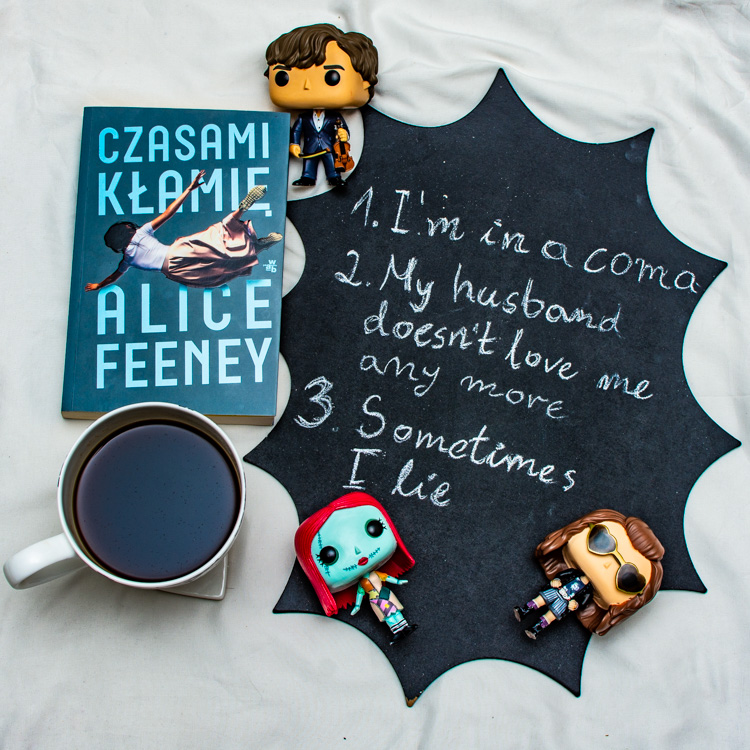 CZASAMI
KŁAMIĘ
ALICE
FEENEY
1. I'm in a coma
2. My husband
doesn't love me
any more
3. Sometimes
I lie